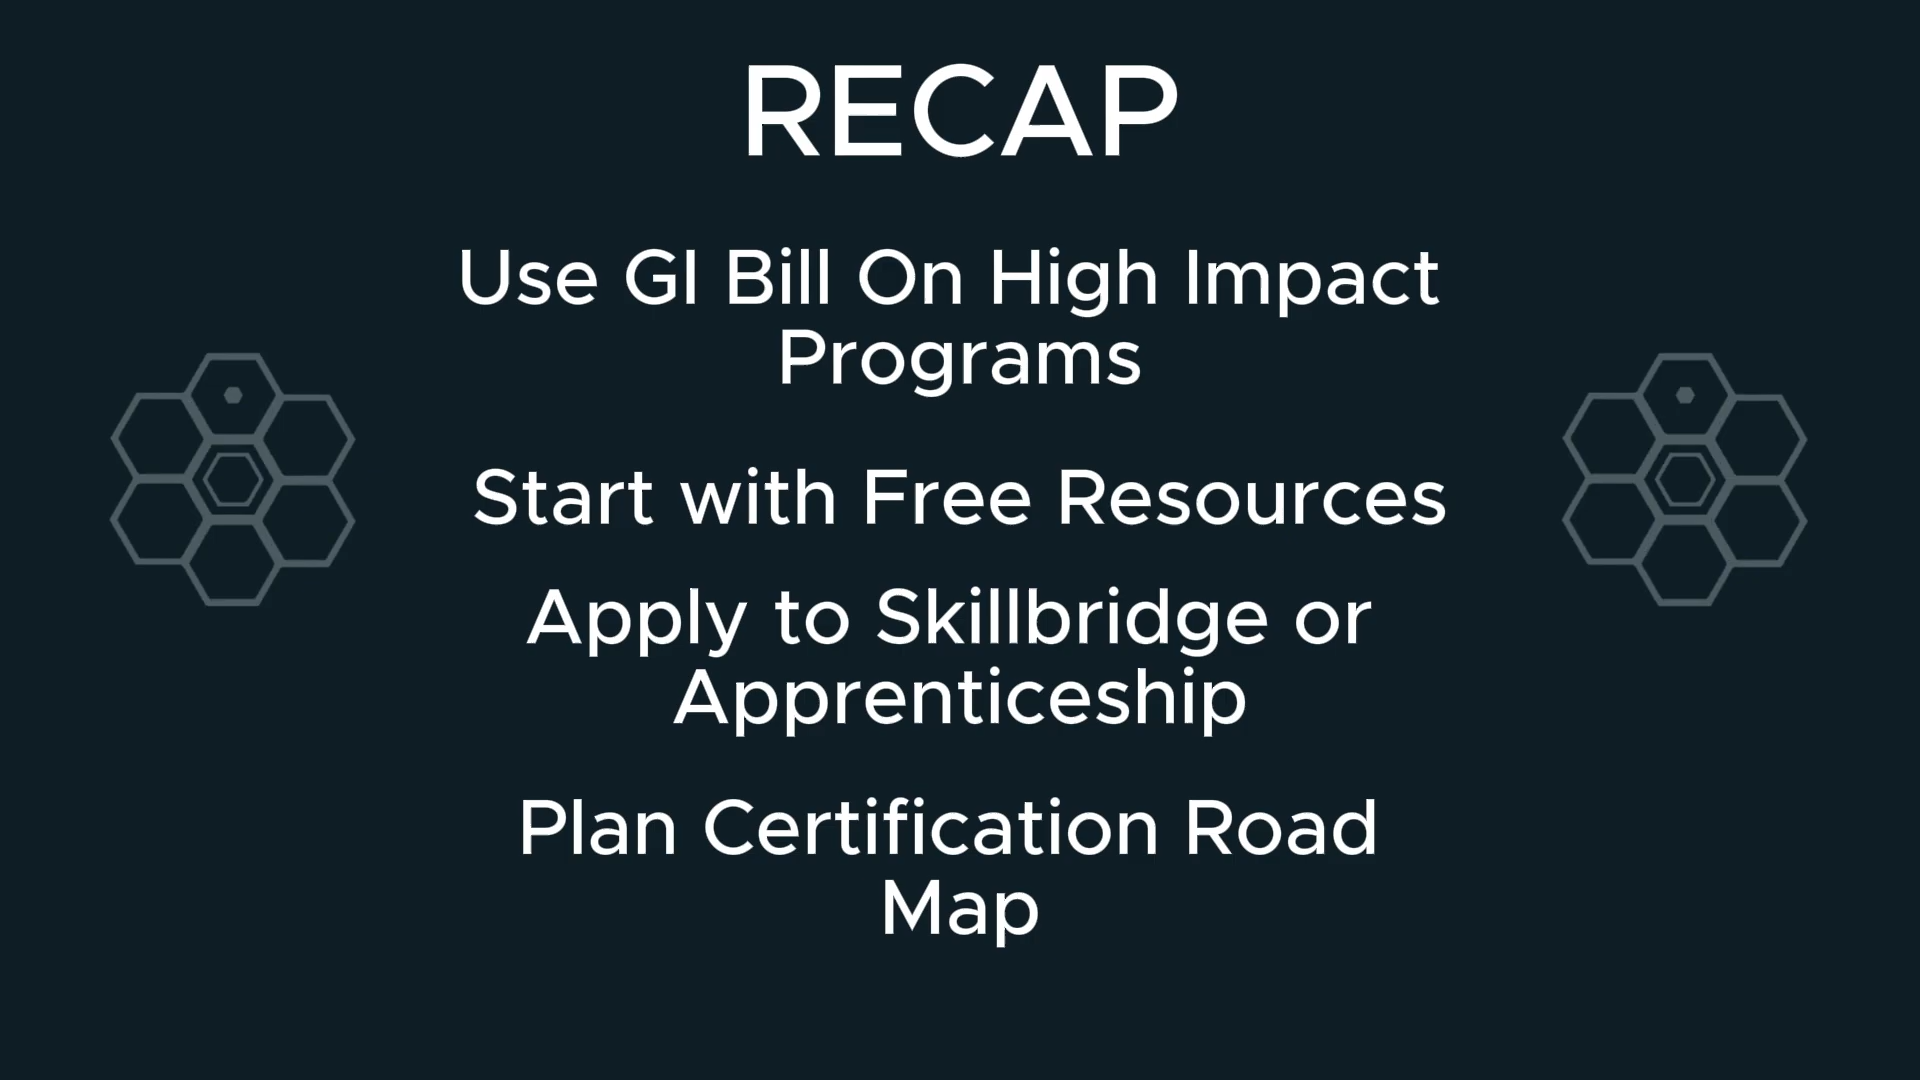 RECAP
Use GI Bill On High Impact
Programs
Start with Free Resources
Apply to Skillbridge or
Apprenticeship
Plan Certification Road
Map